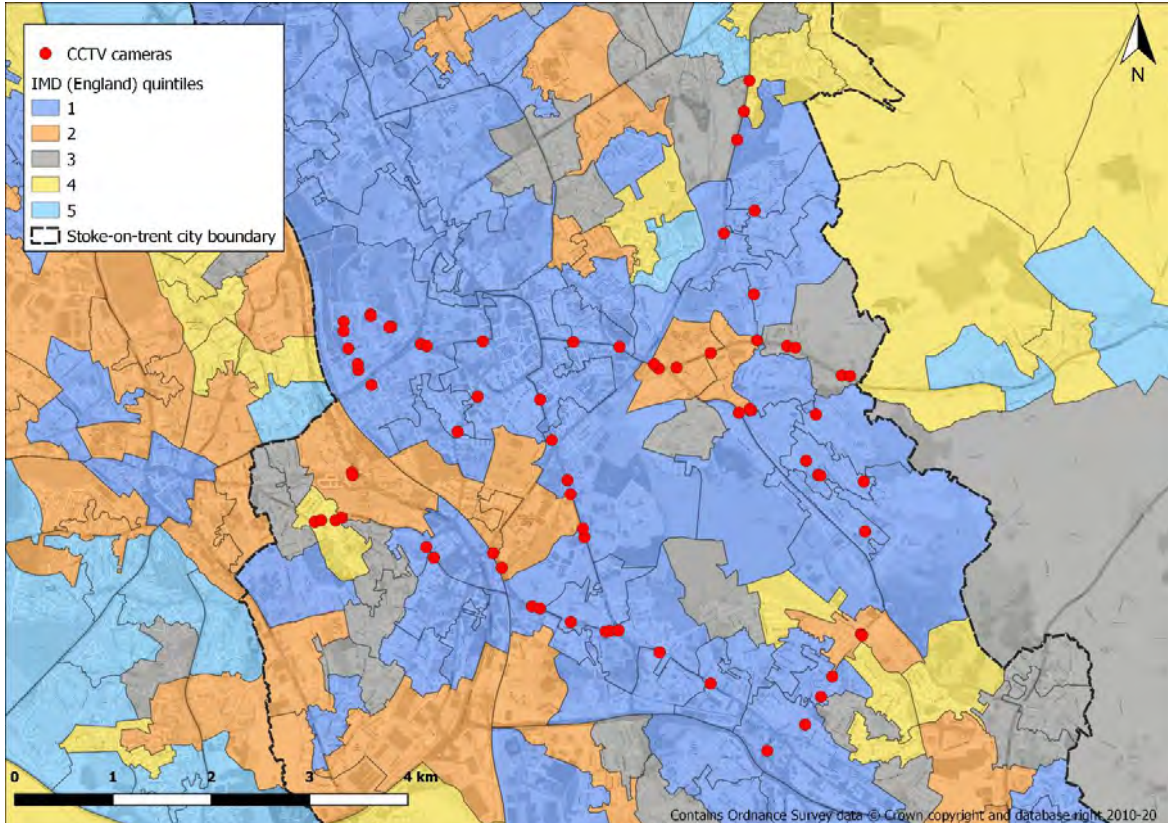 CCTV cameras
IMD (England) quintiles
1
2
3
4
5
Stoke-on-trent city boundary
N
0 1 2 3 4 km
Contains Ordnance Survey data © Crown copyright and database right 2010-20